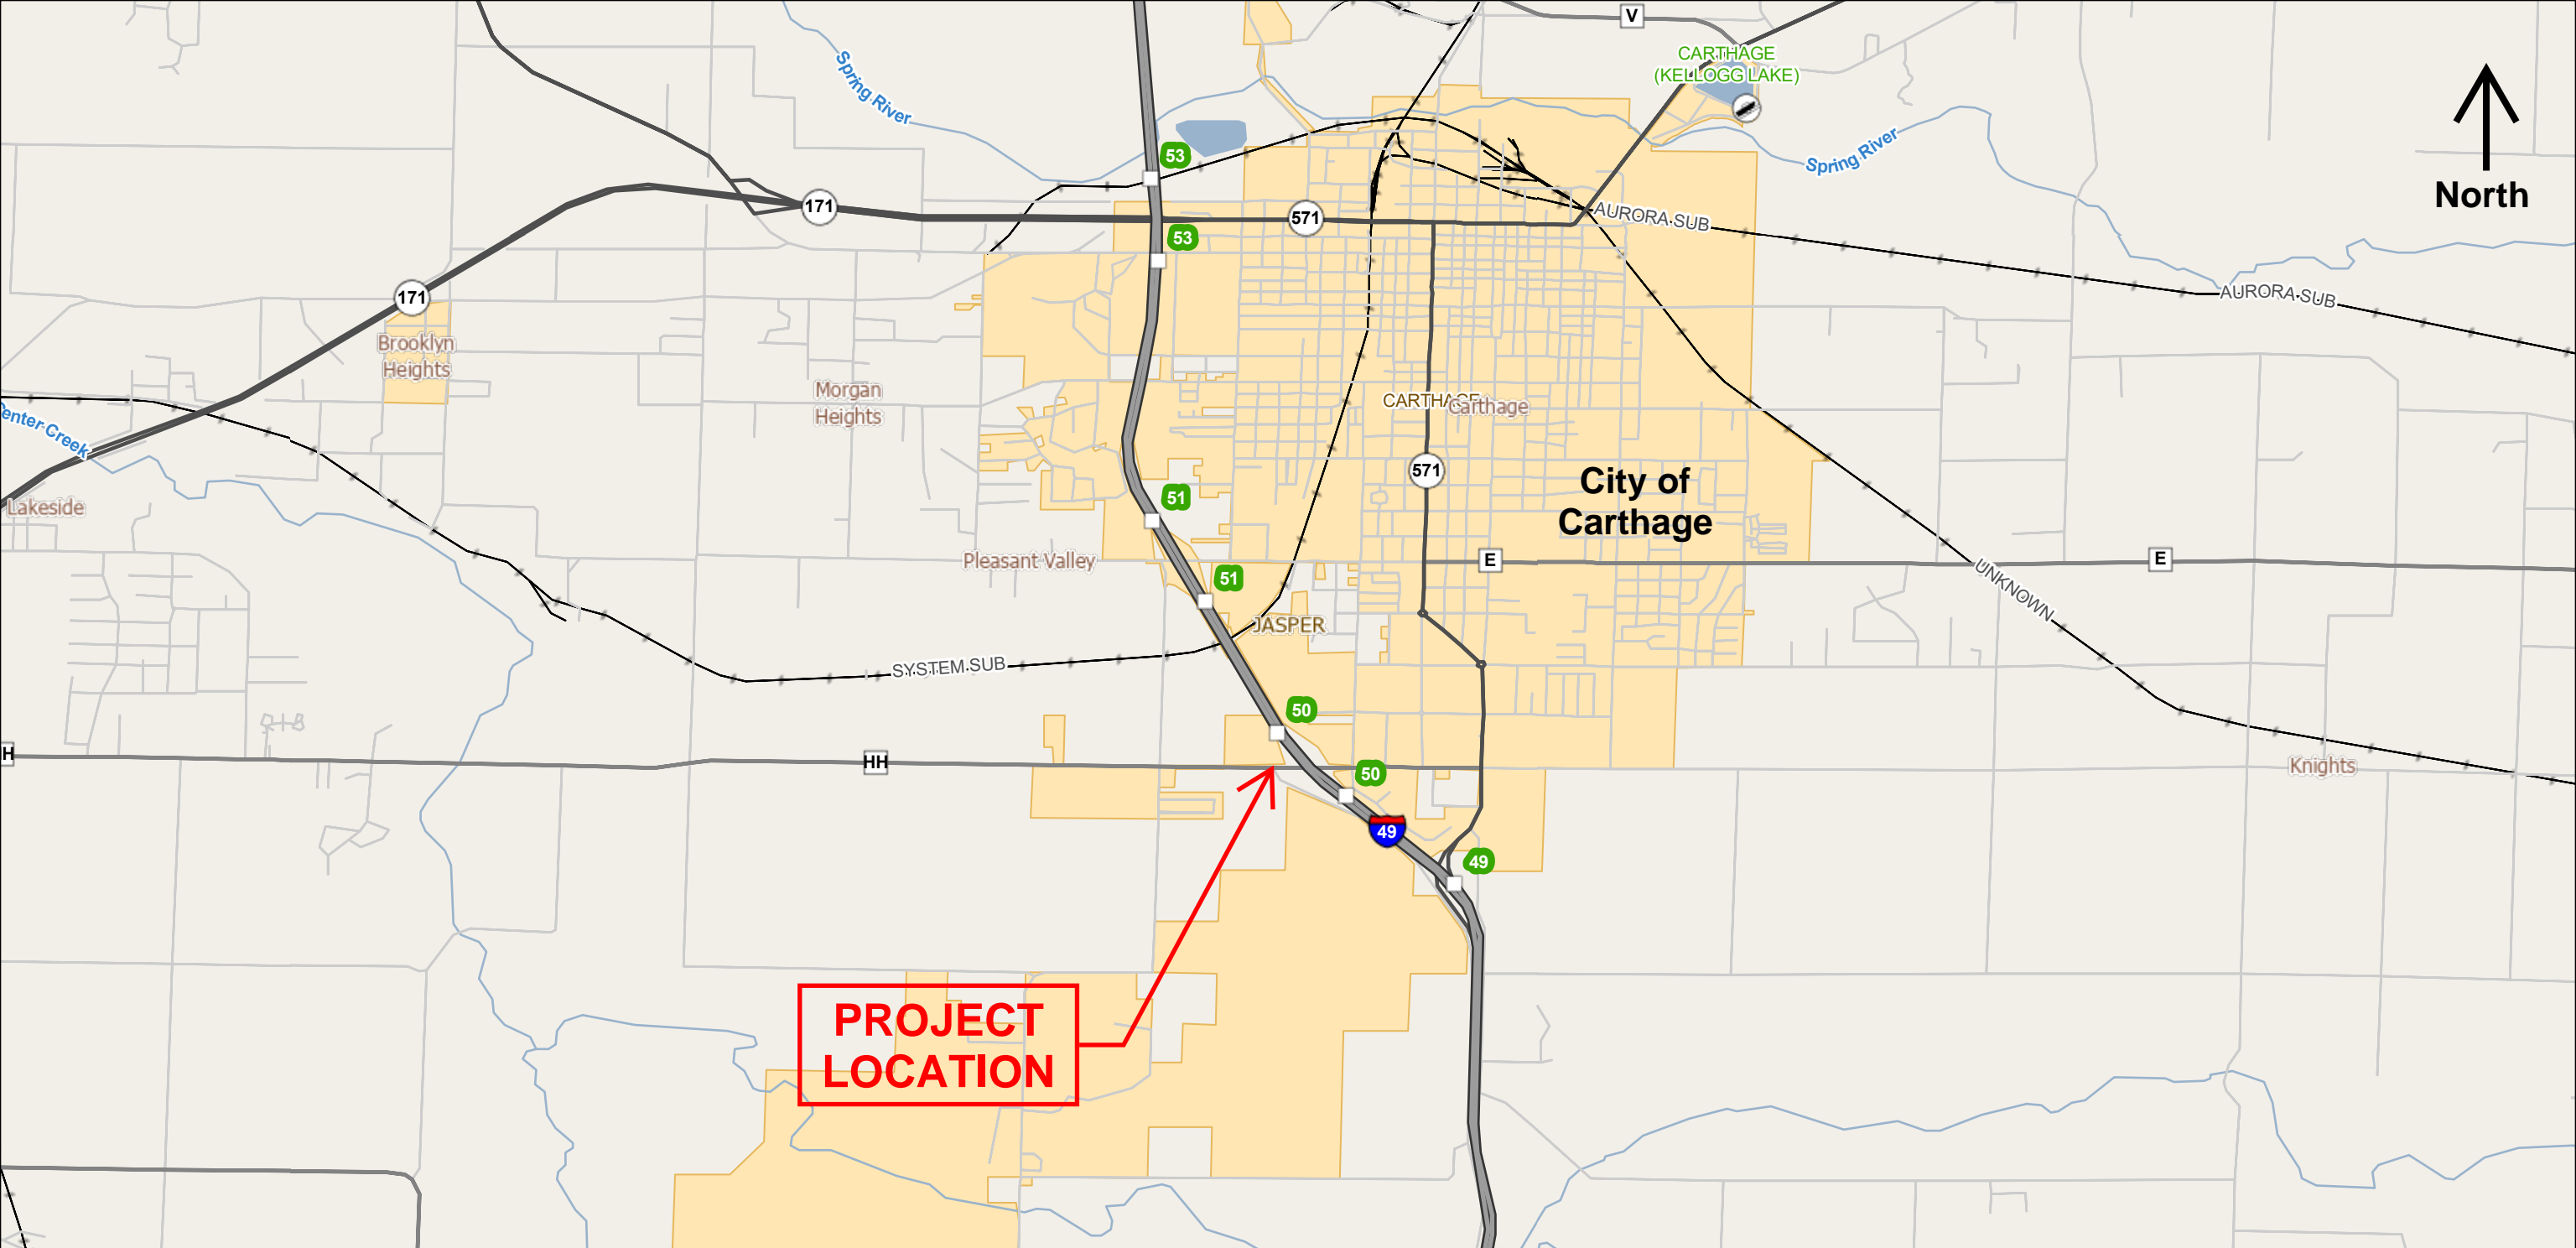 V
CARTHAGE
(KELLOGG LAKE)
Spring River
53
Spring River
North
171
571
AURORA SUB
53
171
AURORA SUB
Brooklyn
Heights
Morgan
Heights
CARTHAGE
Carthage
Center Creek
571
City of
Carthage
51
Lakeside
Pleasant Valley
E
E
51
UNKNOWN
JASPER
SYSTEM SUB
50
H
HH
50
Knights
49
49
PROJECT
LOCATION